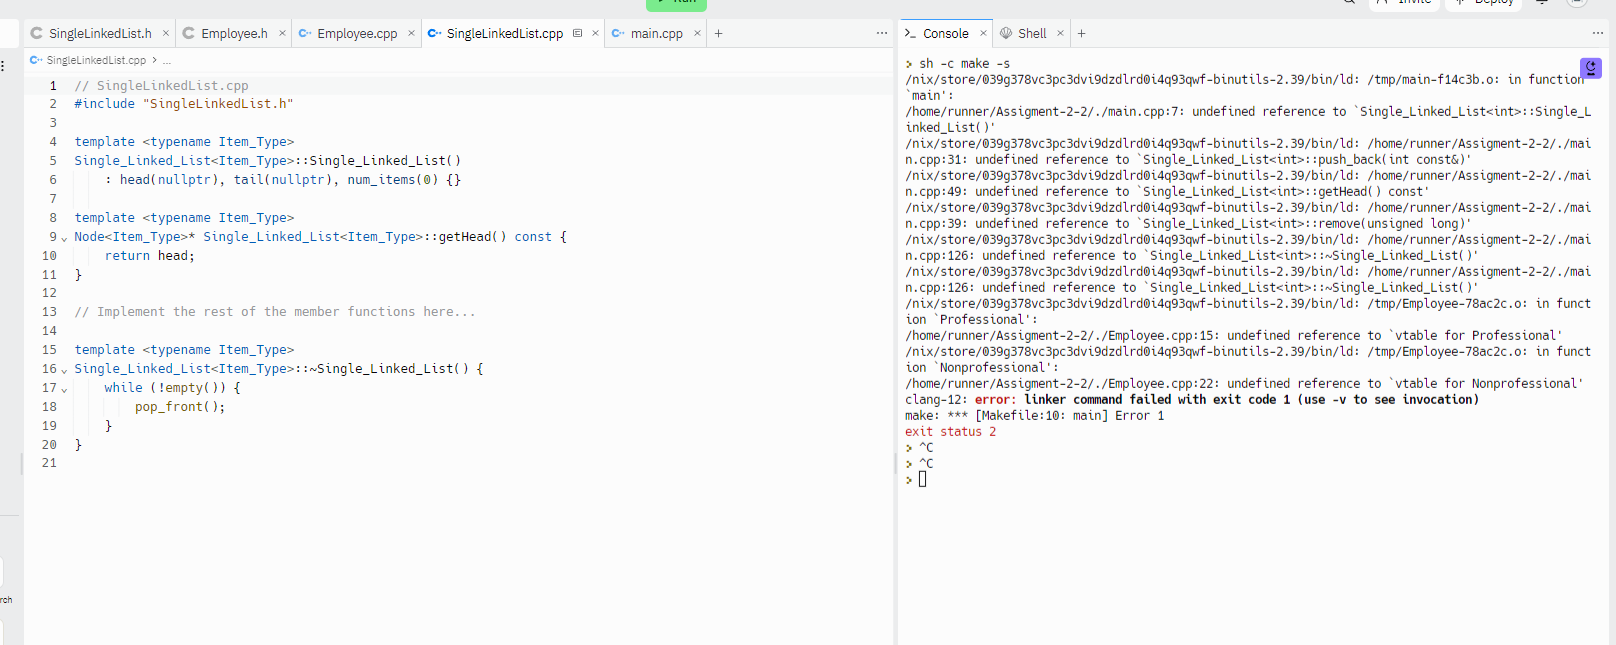 Run
Invite
Deploy
SingleLinkedList.h ×
Employee.h ×
Employee.cpp ×
SingleLinkedList.cpp ×
main.cpp ×
+
SingleLinkedList.cpp > ...
1 // SingleLinkedList.cpp
2 #include "SingleLinkedList.h"
3
4 template <typename Item_Type>
5 Single_Linked_List<Item_Type>::Single_Linked_List()
6     : head(nullptr), tail(nullptr), num_items(0) {}
7
8 template <typename Item_Type>
9 Node<Item_Type>* Single_Linked_List<Item_Type>::getHead() const {
10     return head;
11 }
12
13 // Implement the rest of the member functions here...
14
15 template <typename Item_Type>
16 Single_Linked_List<Item_Type>::~Single_Linked_List() {
17     while (!empty()) {
18         pop_front();
19     }
20 }
21
rch
Console ×
Shell ×
+
sh -c make -s
/nix/store/039g378vc3pc3dvi9dzdlrd0i4q93qwf-binutils-2.39/bin/ld: /tmp/main-f14c3b.o: in function
`main':
/home/runner/Assigment-2-2/./main.cpp:7: undefined reference to `Single_Linked_List<int>::Single_L
inked_List()'
/nix/store/039g378vc3pc3dvi9dzdlrd0i4q93qwf-binutils-2.39/bin/ld: /home/runner/Assigment-2-2/./mai
n.cpp:31: undefined reference to `Single_Linked_List<int>::push_back(int const&)'
/nix/store/039g378vc3pc3dvi9dzdlrd0i4q93qwf-binutils-2.39/bin/ld: /home/runner/Assigment-2-2/./mai
n.cpp:49: undefined reference to `Single_Linked_List<int>::getHead() const'
/nix/store/039g378vc3pc3dvi9dzdlrd0i4q93qwf-binutils-2.39/bin/ld: /home/runner/Assigment-2-2/./mai
n.cpp:39: undefined reference to `Single_Linked_List<int>::remove(unsigned long)'
/nix/store/039g378vc3pc3dvi9dzdlrd0i4q93qwf-binutils-2.39/bin/ld: /home/runner/Assigment-2-2/./mai
n.cpp:126: undefined reference to `Single_Linked_List<int>::~Single_Linked_List()'
/nix/store/039g378vc3pc3dvi9dzdlrd0i4q93qwf-binutils-2.39/bin/ld: /home/runner/Assigment-2-2/./mai
n.cpp:126: undefined reference to `Single_Linked_List<int>::~Single_Linked_List()'
/nix/store/039g378vc3pc3dvi9dzdlrd0i4q93qwf-binutils-2.39/bin/ld: /tmp/Employee-78ac2c.o: in funct
ion `Professional':
/home/runner/Assigment-2-2/./Employee.cpp:15: undefined reference to `vtable for Professional'
/nix/store/039g378vc3pc3dvi9dzdlrd0i4q93qwf-binutils-2.39/bin/ld: /tmp/Employee-78ac2c.o: in funct
ion `Nonprofessional':
/home/runner/Assigment-2-2/./Employee.cpp:22: undefined reference to `vtable for Nonprofessional'
clang-12: error: linker command failed with exit code 1 (use -v to see invocation)
make: *** [Makefile:10: main] Error 1
exit status 2
^C
^C